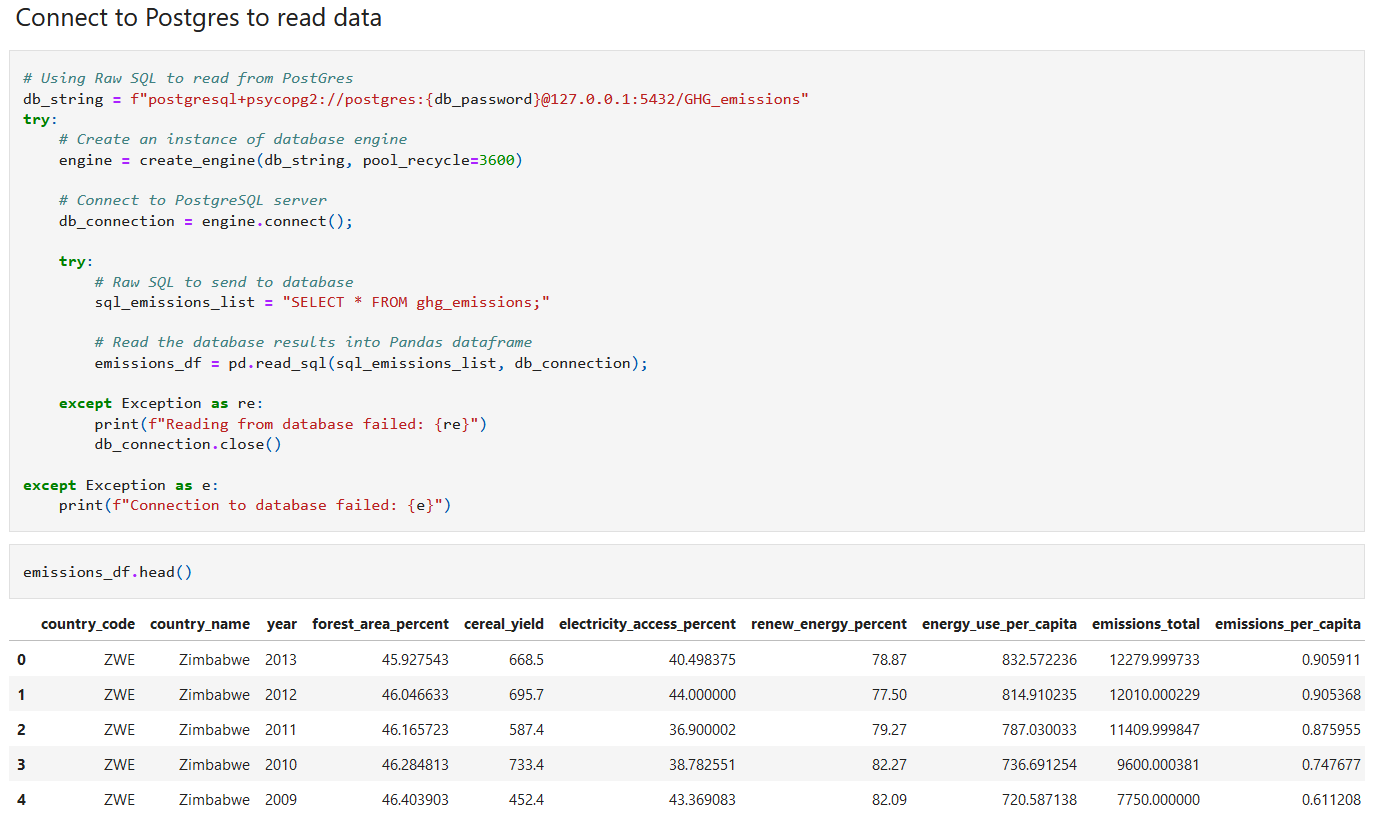 Connect to Postgres to read data
# Using Raw SQL to read from PostGres
db_string = f"postgresql+psycopg2://postgres:{db_password}@127.0.0.1:5432/GHG_emissions"
try:
    # Create an instance of database engine
    engine = create_engine(db_string, pool_recycle=3600)
    # Connect to PostgreSQL server
    db_connection = engine.connect();
    try:
        # Raw SQL to send to database
        sql_emissions_list = "SELECT * FROM ghg_emissions;"
        # Read the database results into Pandas dataframe
        emissions_df = pd.read_sql(sql_emissions_list, db_connection);
    except Exception as re:
        print(f"Reading from database failed: {re}")
        db_connection.close()
except Exception as e:
    print(f"Connection to database failed: {e}")
emissions_df.head()
country_code country_name year forest_area_percent cereal_yield electricity_access_percent renew_energy_percent energy_use_per_capita emissions_total emissions_per_capita
0 ZWE Zimbabwe 2013 45.927543 668.5 40.498375 78.87 832.572236 12279.999733 0.905911
1 ZWE Zimbabwe 2012 46.046633 695.7 44.000000 77.50 814.910235 12010.000229 0.905368
2 ZWE Zimbabwe 2011 46.165723 587.4 36.900002 79.27 787.030033 11409.999847 0.875955
3 ZWE Zimbabwe 2010 46.284813 733.4 38.782551 82.27 736.691254 9600.000381 0.747677
4 ZWE Zimbabwe 2009 46.403903 452.4 43.369083 82.09 720.587138 7750.000000 0.611208